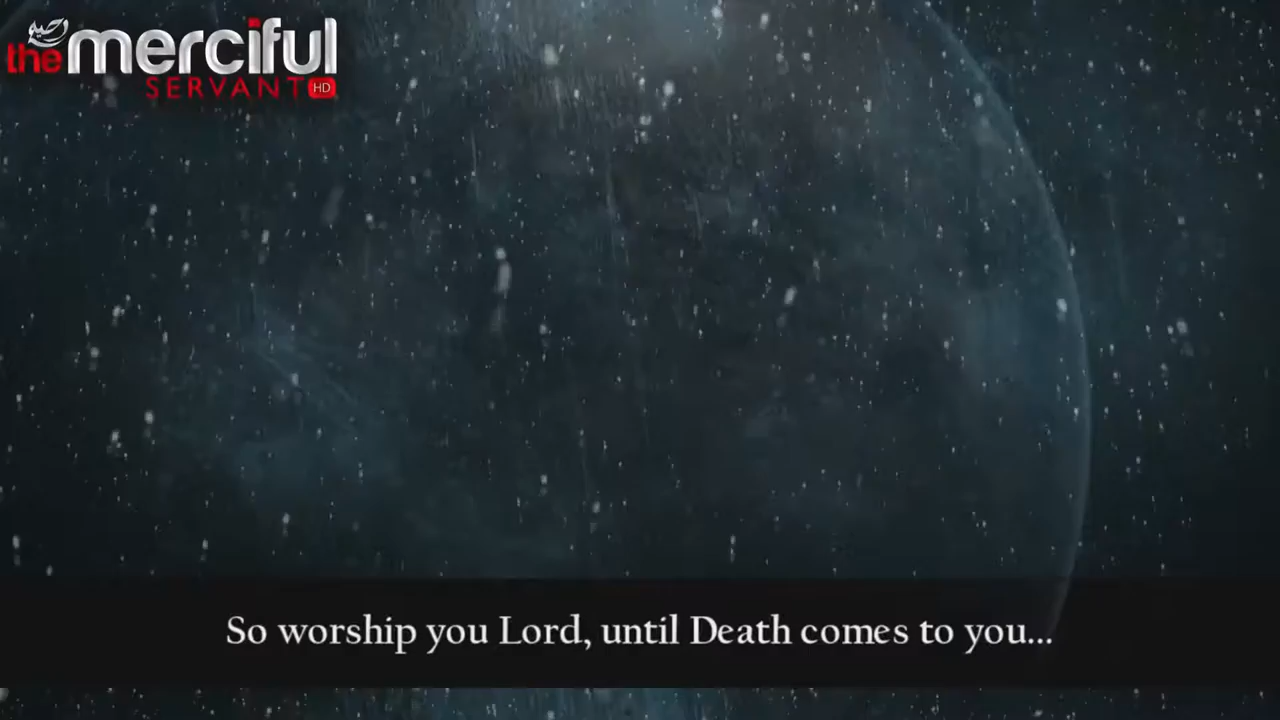 the merciful
SERVANT HD
So worship you Lord, until Death comes to you...